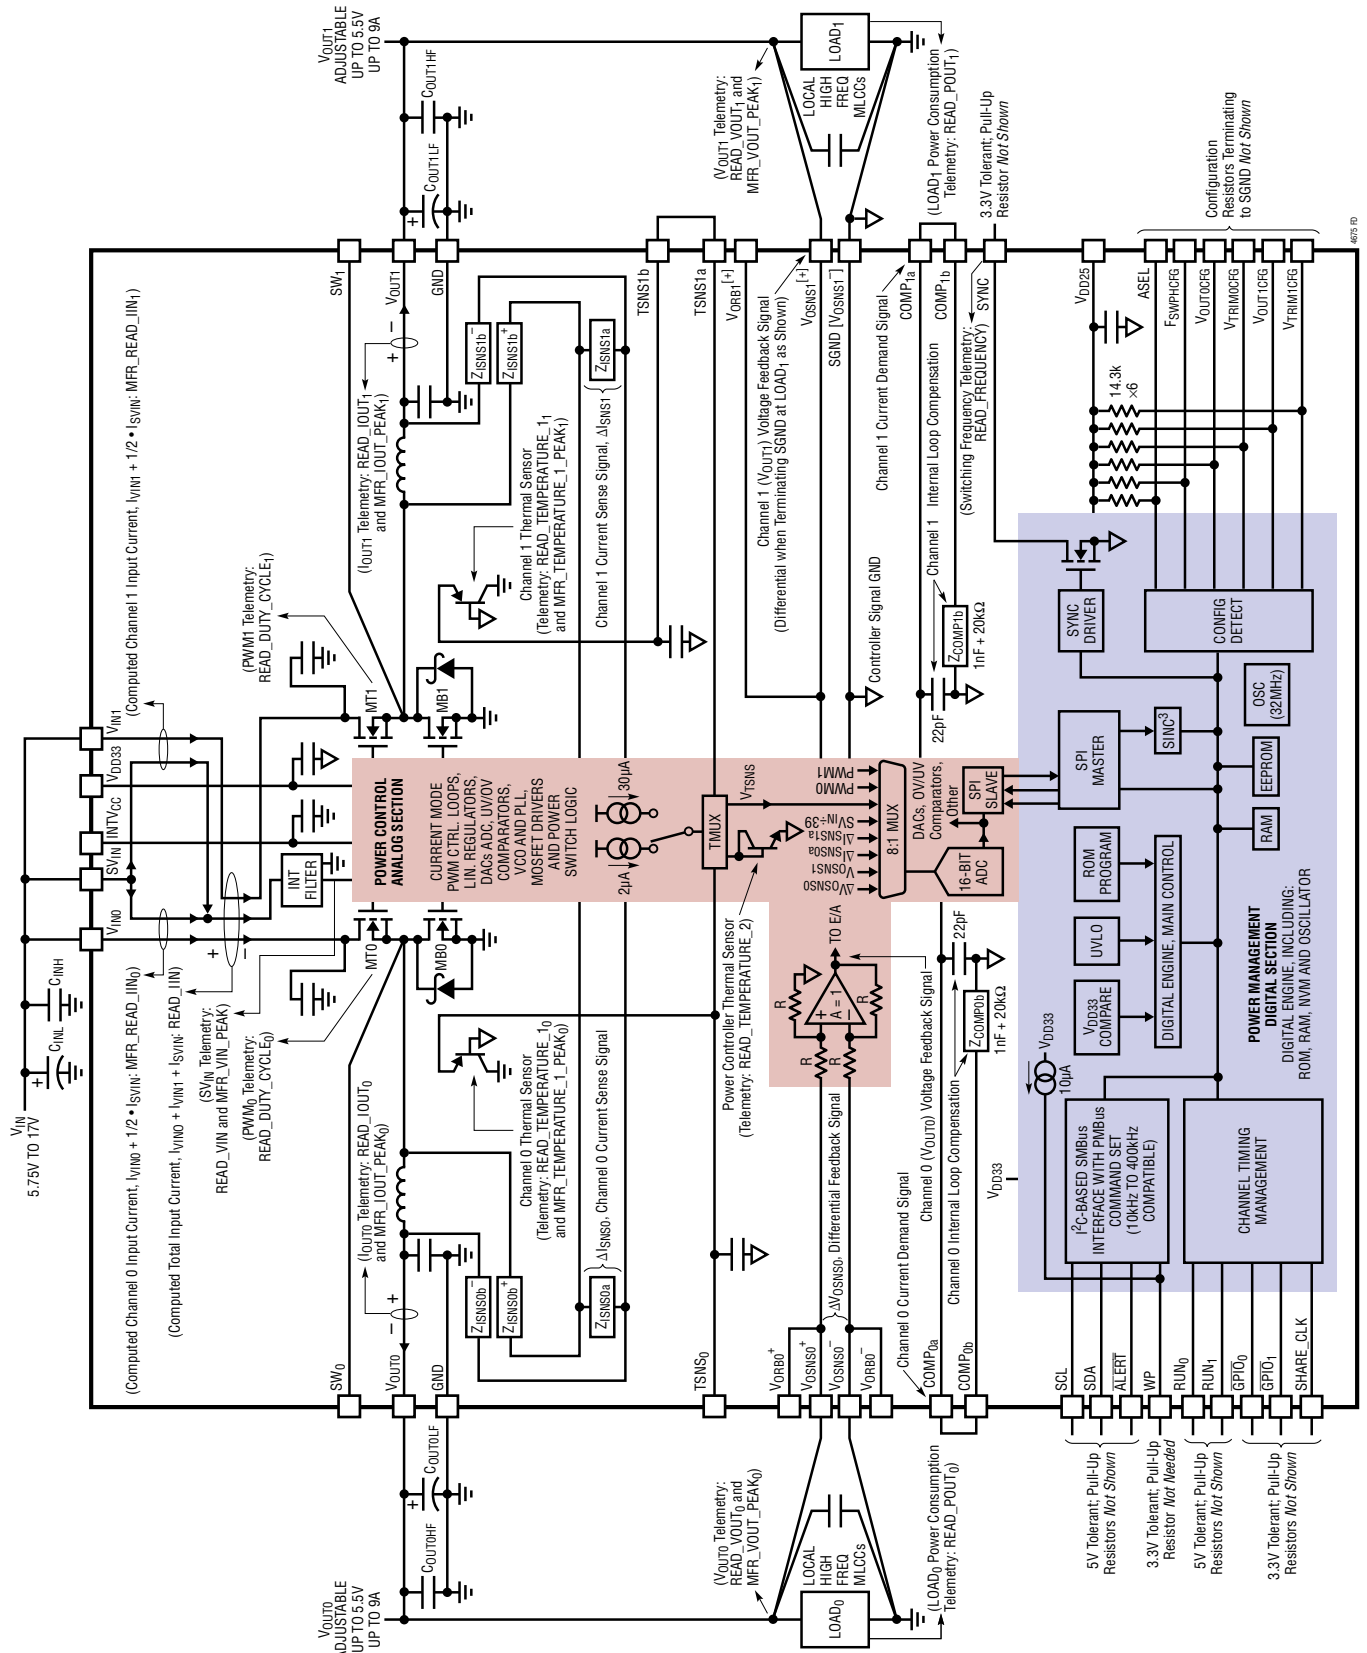 VIN
5.75V TO 17V
CINL
CINH
VIN0
SVIN
INTVCC
VDD33
VIN1
(Computed Channel 0 Input Current, IVIN0 + 1/2 • ISVIN: MFR_READ_IIN0)
(Computed Total Input Current, IVIN0 + IVIN1 + ISVIN: READ_IIN)
(SVIN Telemetry:
READ_VIN and MFR_VIN_PEAK)
(PWM0 Telemetry:
READ_DUTY_CYCLE0)
(Computed Channel 1 Input Current, IVIN1 + 1/2 • ISVIN: MFR_READ_IIN1)
(PWM1 Telemetry:
READ_DUTY_CYCLE1)
+
–
INT
FILTER
MT0
MB0
MT1
MB1
POWER CONTROL
ANALOG SECTION
CURRENT MODE
PWM CTRL. LOOPS,
LIN. REGULATORS,
DACs ADC, UV/OV
COMPARATORS,
VCO AND PLL,
MOSFET DRIVERS
AND POWER
SWITCH LOGIC
2µA
30µA
TMUX
VTSNS
ΔVOSNS0
VOSNS1
ΔISNS0a
ΔISNS1a
SVIN÷39
PWM0
PWM1
8:1 MUX
16-BIT
ADC
DACs, OV/UV
Comparators,
Other
SPI
SLAVE
VOUT0
ADJUSTABLE
UP TO 5.5V
UP TO 9A
COUT0HF
COUT0LF
+
SW0
VOUT0
GND
– +
(IOUT0 Telemetry: READ_IOUT0
and MFR_IOUT_PEAK0)
ZISNS0b–
ZISNS0b+
ZISNS0a
ΔISNS0, Channel 0 Current Sense Signal
Channel 0 Thermal Sensor
(Telemetry: READ_TEMPERATURE_10
and MFR_TEMPERATURE_1_PEAK0)
Power Controller Thermal Sensor
(Telemetry: READ_TEMPERATURE_2)
TSNS0
VORB0+
VOSNS0+
VOSNS0–
VORB0–
ΔVOSNS0, Differential Feedback Signal
R
R
R
R
+
–
A = 1
TO E/A
Channel 0 (VOUT0) Voltage Feedback Signal
Channel 0 Current Demand Signal
COMP0a
COMP0b
Channel 0 Internal Loop Compensation
22pF
ZCOMP0b
1nF + 20kΩ
(VOUT0 Telemetry:
READ_VOUT0 and
MFR_VOUT_PEAK0)
LOCAL
HIGH
FREQ
MLCCs
LOAD0
(LOAD0 Power Consumption
Telemetry: READ_POUT0)
VOUT1
ADJUSTABLE
UP TO 5.5V
UP TO 9A
COUT1HF
COUT1LF
+
SW1
VOUT1
GND
+ –
(IOUT1 Telemetry: READ_IOUT1
and MFR_IOUT_PEAK1)
ZISNS1b–
ZISNS1b+
ZISNS1a
Channel 1 Current Sense Signal, ΔISNS1
Channel 1 Thermal Sensor
(Telemetry: READ_TEMPERATURE_11
and MFR_TEMPERATURE_1_PEAK1)
TSNS1b
TSNS1a
VORB1[+]
VOSNS1[+]
SGND [VOSNS1–]
Channel 1 (VOUT1) Voltage Feedback Signal
(Differential when Terminating SGND at LOAD1 as Shown)
Controller Signal GND
Channel 1 Current Demand Signal
COMP1a
COMP1b
Channel 1 Internal Loop Compensation
22pF
ZCOMP1b
1nF + 20kΩ
(VOUT1 Telemetry:
READ_VOUT1 and
MFR_VOUT_PEAK1)
LOCAL
HIGH
FREQ
MLCCs
LOAD1
(LOAD1 Power Consumption
Telemetry: READ_POUT1)
SYNC
(Switching Frequency Telemetry:
READ_FREQUENCY)
3.3V Tolerant; Pull-Up
Resistor Not Shown
VDD25
14.3k
×6
ASEL
FSWPHCFG
VOUT0CFG
VTRIM0CFG
VOUT1CFG
VTRIM1CFG
Configuration
Resistors Terminating
to SGND Not Shown
VDD33
VDD33
10µA
I2C-BASED SMBus
INTERFACE WITH PMBus
COMMAND SET
(10kHz TO 400kHz
COMPATIBLE)
CHANNEL TIMING
MANAGEMENT
VDD33
COMPARE
UVLO
ROM
PROGRAM
DIGITAL ENGINE, MAIN CONTROL
POWER MANAGEMENT
DIGITAL SECTION
DIGITAL ENGINE, INCLUDING:
ROM, RAM, NVM AND OSCILLATOR
SPI
MASTER
SINC3
RAM
EEPROM
OSC
(32MHz)
SYNC
DRIVER
CONFIG
DETECT
SCL
SDA
ALERT
WP
RUN0
RUN1
GPIO0
GPIO1
SHARE_CLK
5V Tolerant; Pull-Up
Resistors Not Shown
3.3V Tolerant; Pull-Up
Resistor Not Needed
5V Tolerant; Pull-Up
Resistors Not Shown
3.3V Tolerant; Pull-Up
Resistors Not Shown
4675 FD